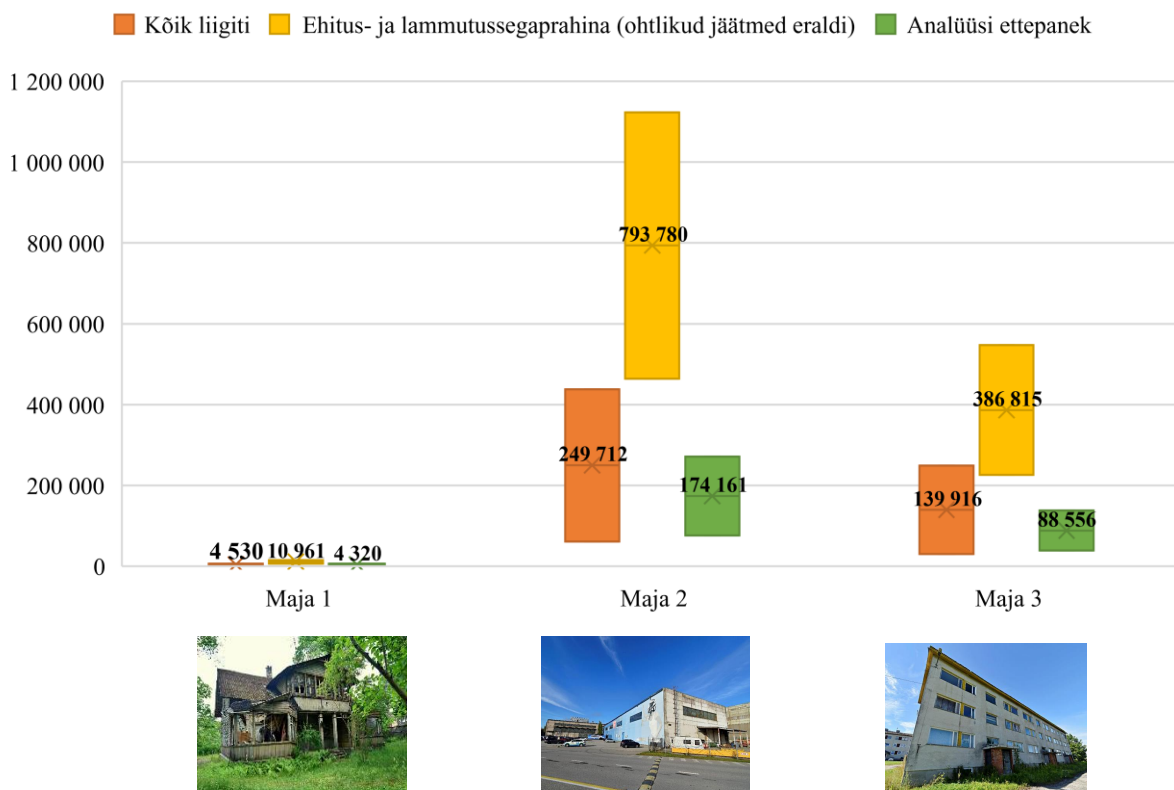 Kõik liigiti Ehitus- ja lammutussegaprahina (ohtlikud jäätmed eraldi) Analüüsi ettepanek
1 200 000
1 000 000
800 000
793 780
600 000
400 000
386 815
249 712
200 000
174 161
139 916
88 556
4 530 10 961 4 320
0
Maja 1 Maja 2 Maja 3